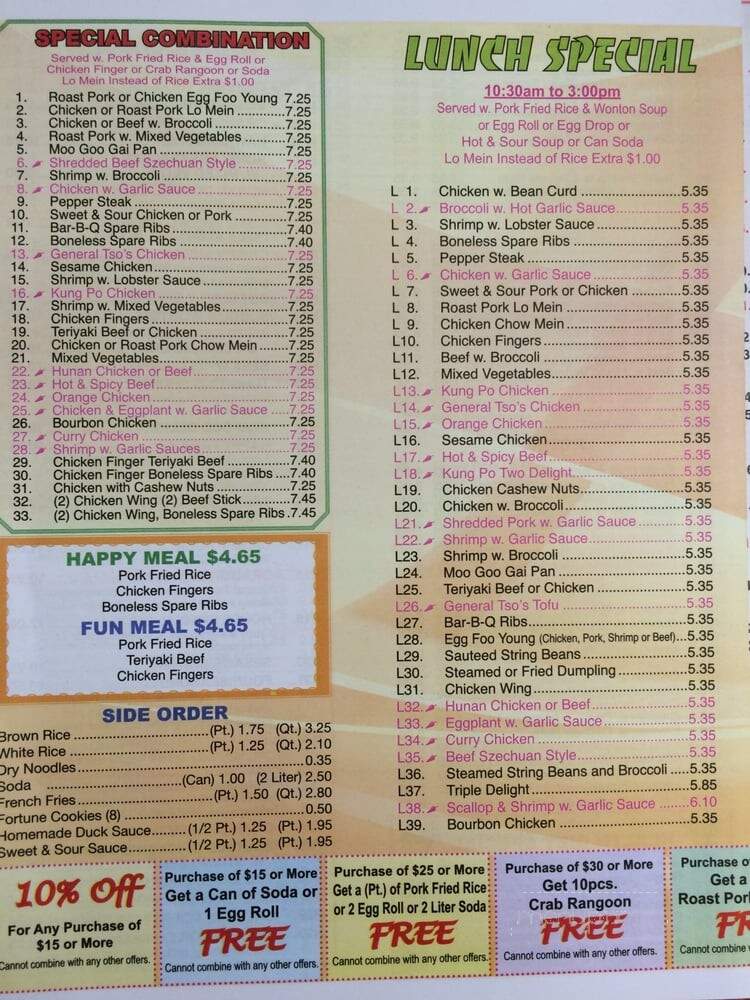 SPECIAL COMBINATION
Served w. Pork Fried Rice & Egg Roll or
Chicken Finger or Crab Rangoon or Soda
Lo Mein Instead of Rice Extra $1.00
1. Roast Pork or Chicken Egg Foo Young 7.25
2. Chicken or Roast Pork Lo Mein ............7.25
3. Chicken or Beef w. Broccoli .................7.25
4. Roast Pork w. Mixed Vegetables .........7.25
5. Moo Goo Gai Pan ...............................7.25
6. Shredded Beef Szechuan Style ............7.25
7. Shrimp w. Broccoli ..............................7.25
8. Chicken w. Garlic Sauce .....................7.25
9. Pepper Steak ......................................7.25
10. Sweet & Sour Chicken or Pork ............7.25
11. Bar-B-Q Spare Ribs ............................7.40
12. Boneless Spare Ribs ..........................7.40
13. General Tso's Chicken ........................7.25
14. Sesame Chicken.................................7.25
15. Shrimp w. Lobster Sauce ....................7.25
16. Kung Po Chicken ................................7.25
17. Shrimp w. Mixed Vegetables................7.25
18. Chicken Fingers ..................................7.25
19. Teriyaki Beef or Chicken .....................7.25
20. Chicken or Roast Pork Chow Mein .......7.25
21. Mixed Vegetables................................7.25
22. Hunan Chicken or Beef........................7.25
23. Hot & Spicy Beef.................................7.25
24. Orange Chicken ..................................7.25
25. Chicken & Eggplant w. Garlic Sauce ....7.25
26. Bourbon Chicken ................................7.25
27. Curry Chicken .....................................7.25
28. Shrimp w. Garlic Sauces......................7.25
29. Chicken Finger Teriyaki Beef ...............7.40
30. Chicken Finger Boneless Spare Ribs ....7.40
31. Chicken with Cashew Nuts ..................7.25
32. (2) Chicken Wing (2) Beef Stick............7.45
33. (2) Chicken Wing, Boneless Spare Ribs .7.45
HAPPY MEAL $4.65
Pork Fried Rice
Chicken Fingers
Boneless Spare Ribs
FUN MEAL $4.65
Pork Fried Rice
Teriyaki Beef
Chicken Fingers
SIDE ORDER
Brown Rice ............................(Pt.) 1.75 (Qt.) 3.25
White Rice ............................(Pt.) 1.25 (Qt.) 2.10
Dry Noodles..............................................0.35
Soda ...........................(Can) 1.00 (2 Liter) 2.50
French Fries...........................(Pt.) 1.50 (Qt.) 2.80
Fortune Cookies (8) ....................................0.50
Homemade Duck Sauce.........(1/2 Pt.) 1.25 (Pt.) 1.95
Sweet & Sour Sauce..............(1/2 Pt.) 1.25 (Pt.) 1.95
LUNCH SPECIAL
10:30am to 3:00pm
Served w. Pork Fried Rice & Wonton Soup
or Egg Roll or Egg Drop or
Hot & Sour Soup or Can Soda
Lo Mein Instead of Rice Extra $1.00
L 1. Chicken w. Bean Curd .......................5.35
L 2. Broccoli w. Hot Garlic Sauce...............5.35
L 3. Shrimp w. Lobster Sauce ...................5.35
L 4. Boneless Spare Ribs .........................5.35
L 5. Pepper Steak ....................................5.35
L 6. Chicken w. Garlic Sauce ....................5.35
L 7. Sweet & Sour Pork or Chicken ............5.35
L 8. Roast Pork Lo Mein ...........................5.35
L 9. Chicken Chow Mein ...........................5.35
L10. Chicken Fingers ................................5.35
L11. Beef w. Broccoli ................................5.35
L12. Mixed Vegetables...............................5.35
L13. Kung Po Chicken ..............................5.35
L14. General Tso's Chicken .......................5.35
L15. Orange Chicken ................................5.35
L16. Sesame Chicken................................5.35
L17. Hot & Spicy Beef................................5.35
L18. Kung Po Two Delight..........................5.35
L19. Chicken Cashew Nuts........................5.35
L20. Chicken w. Broccoli............................5.35
L21. Shredded Pork w. Garlic Sauce ..........5.35
L22. Shrimp w. Garlic Sauce......................5.35
L23. Shrimp w. Broccoli .............................5.35
L24. Moo Goo Gai Pan ..............................5.35
L25. Teriyaki Beef or Chicken ....................5.35
L26. General Tso's Tofu .............................5.35
L27. Bar-B-Q Ribs.....................................5.35
L28. Egg Foo Young (Chicken, Pork, Shrimp or Beef)...5.35
L29. Sauteed String Beans.........................5.35
L30. Steamed or Fried Dumpling ................5.35
L31. Chicken Wing.....................................5.35
L32. Hunan Chicken or Beef.......................5.35
L33. Eggplant w. Garlic Sauce....................5.35
L34. Curry Chicken ...................................5.35
L35. Beef Szechuan Style..........................5.35
L36. Steamed String Beans and Broccoli .....5.35
L37. Triple Delight .....................................5.85
L38. Scallop & Shrimp w. Garlic Sauce .......6.10
L39. Bourbon Chicken ...............................5.35
10% Off
For Any Purchase of
$15 or More
Cannot combine with any other offers.
Purchase of $15 or More
Get a Can of Soda or
1 Egg Roll
FREE
Cannot combine with any other offers.
Purchase of $25 or More
Get a (Pt.) of Pork Fried Rice
or 2 Egg Roll or 2 Liter Soda
FREE
Cannot combine with any other offers.
Purchase of $30 or More
Get 10pcs.
Crab Rangoon
FREE
Cannot combine with any other offers.
Purchase o
Get a
Roast Por
FR
Cannot combine